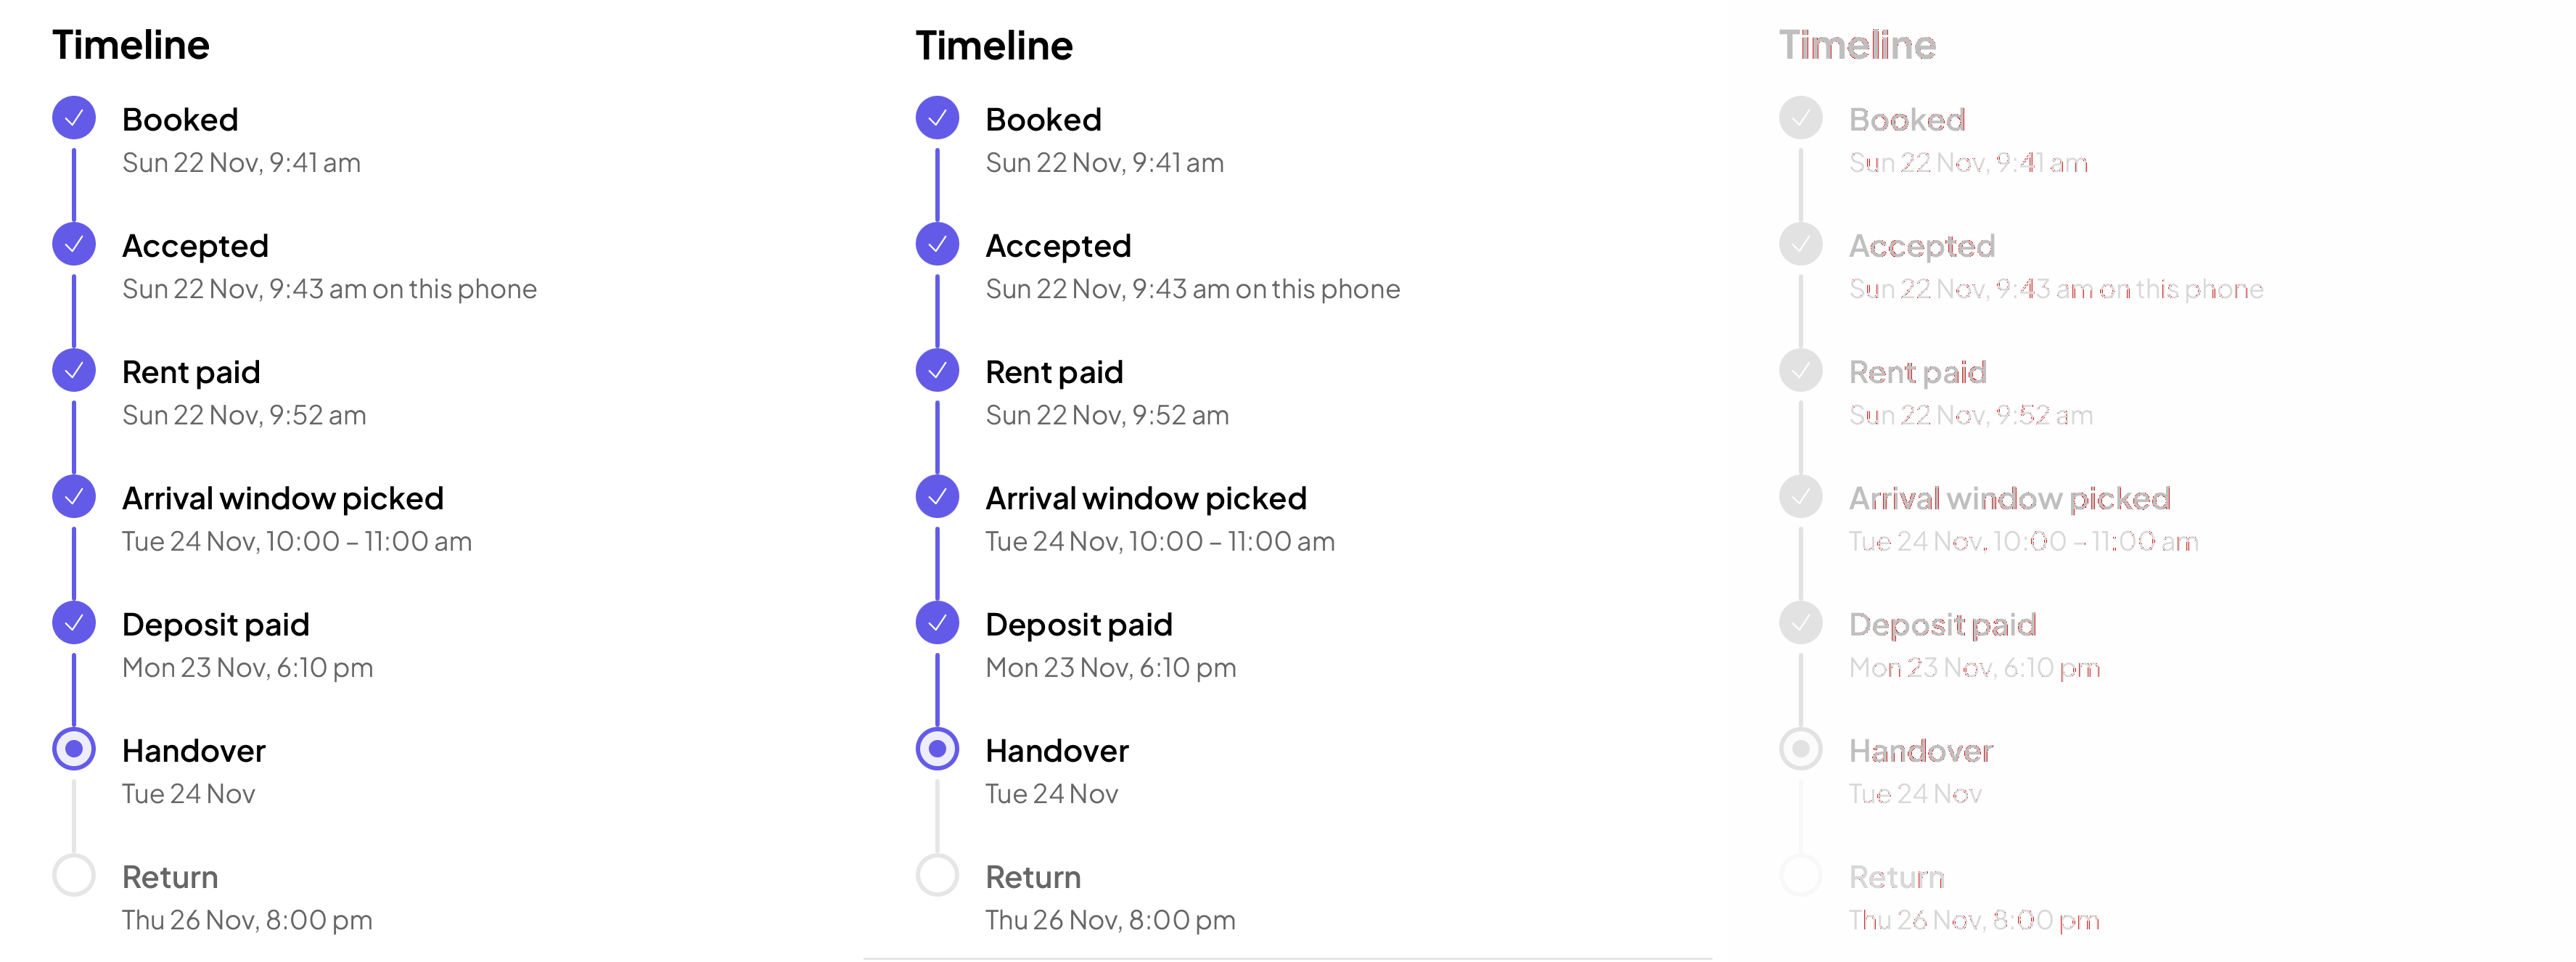 Timeline
Booked
Sun 22 Nov, 9:41 am
Accepted
Sun 22 Nov, 9:43 am on this phone
Rent paid
Sun 22 Nov, 9:52 am
Arrival window picked
Tue 24 Nov, 10:00 – 11:00 am
Deposit paid
Mon 23 Nov, 6:10 pm
Handover
Tue 24 Nov
Return
Thu 26 Nov, 8:00 pm
Timeline
Booked
Sun 22 Nov, 9:41 am
Accepted
Sun 22 Nov, 9:43 am on this phone
Rent paid
Sun 22 Nov, 9:52 am
Arrival window picked
Tue 24 Nov, 10:00 – 11:00 am
Deposit paid
Mon 23 Nov, 6:10 pm
Handover
Tue 24 Nov
Return
Thu 26 Nov, 8:00 pm
Timeline
Booked
Sun 22 Nov, 9:41 am
Accepted
Sun 22 Nov, 9:43 am on this phone
Rent paid
Sun 22 Nov, 9:52 am
Arrival window picked
Tue 24 Nov, 10:00 – 11:00 am
Deposit paid
Mon 23 Nov, 6:10 pm
Handover
Tue 24 Nov
Return
Thu 26 Nov, 8:00 pm